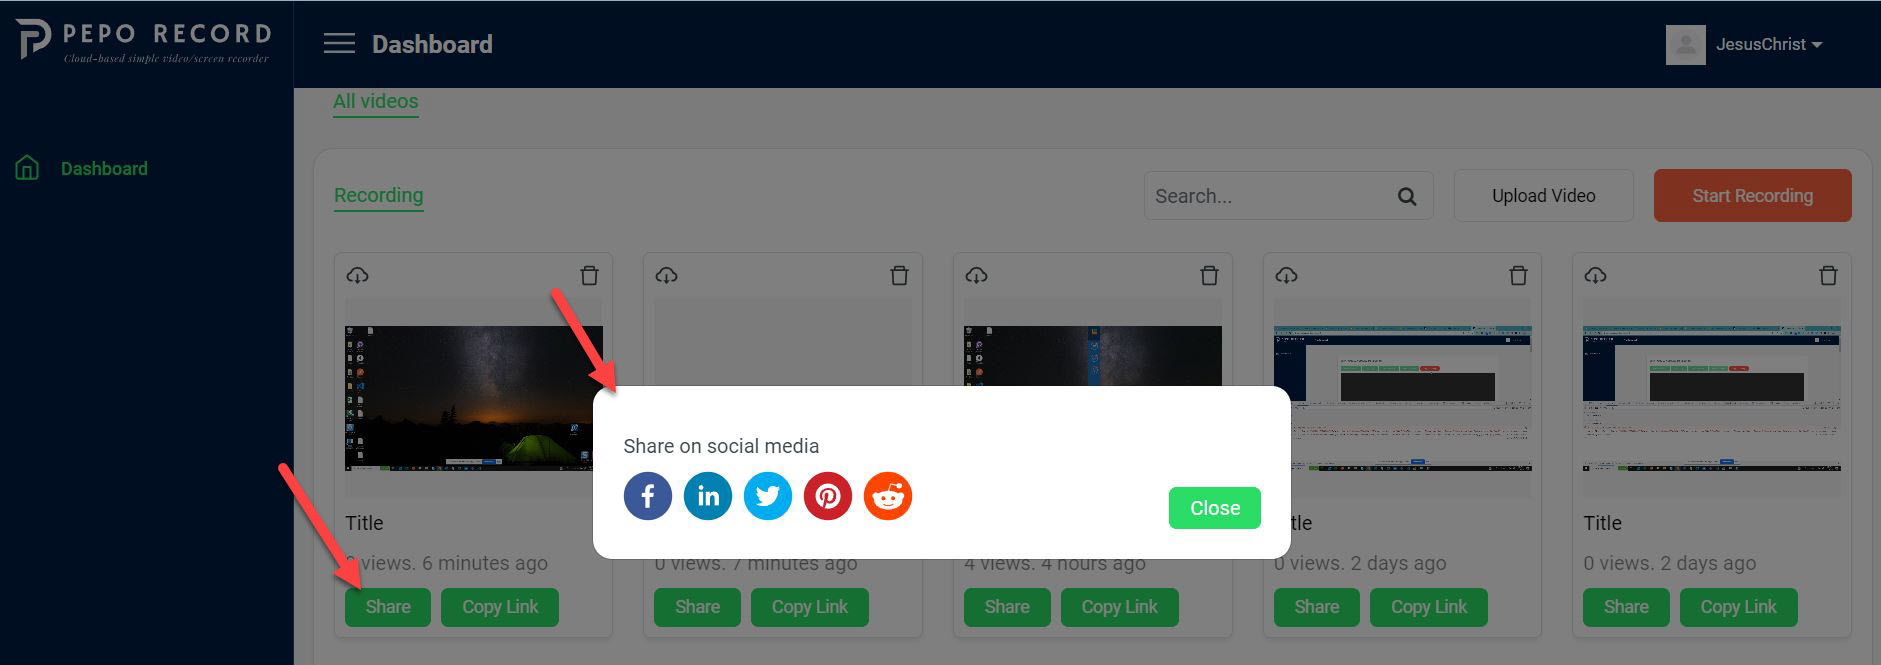 PEPO RECORD
Cloud-based simple video/screen recorder
Dashboard
JesusChrist
Dashboard
All videos
Recording
Search...
Upload Video
Start Recording
Share on social media
Close
Title
tle
Title
views. 6 minutes ago
0 views. 7 minutes ago
4 views. 4 hours ago
0 views. 2 days ago
0 views. 2 days ago
Share Copy Link
Share Copy Link
Share Copy Link
Share Copy Link
Share Copy Link